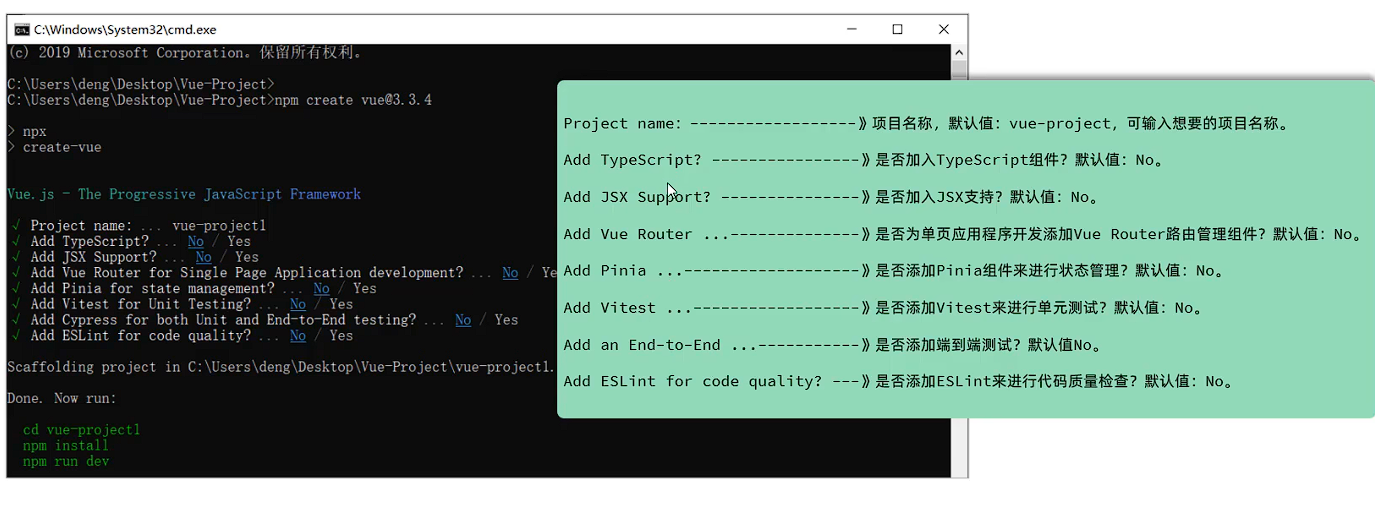 C:\Windows\System32\cmd.exe
(c) 2019 Microsoft Corporation。保留所有权利。
C:\Users\deng\Desktop\Vue-Project>
C:\Users\deng\Desktop\Vue-Project>npm create vue@3.3.4
> npx
> create-vue
Vue.js - The Progressive JavaScript Framework
√ Project name: ... vue-project1
√ Add TypeScript? ... No / Yes
√ Add JSX Support? ... No / Yes
√ Add Vue Router for Single Page Application development? ... No / Ye
√ Add Pinia for state management? ... No / Yes
√ Add Vitest for Unit Testing? ... No / Yes
√ Add Cypress for both Unit and End-to-End testing? ... No / Yes
√ Add ESLint for code quality? ... No / Yes
Scaffolding project in C:\Users\deng\Desktop\Vue-Project\vue-project1.
Done. Now run:
cd vue-project1
npm install
npm run dev
Project name: ------------------》项目名称，默认值：vue-project，可输入想要的项目名称。
Add TypeScript? ----------------》是否加入TypeScript组件？默认值：No。
Add JSX Support? ---------------》是否加入JSX支持？默认值：No。
Add Vue Router ...--------------》是否为单页应用程序开发添加Vue Router路由管理组件？默认值：No。
Add Pinia ...-------------------》是否添加Pinia组件来进行状态管理？默认值：No。
Add Vitest ...------------------》是否添加Vitest来进行单元测试？默认值：No。
Add an End-to-End ...-----------》是否添加端到端测试？默认值No。
Add ESLint for code quality? ---》是否添加ESLint来进行代码质量检查？默认值：No。